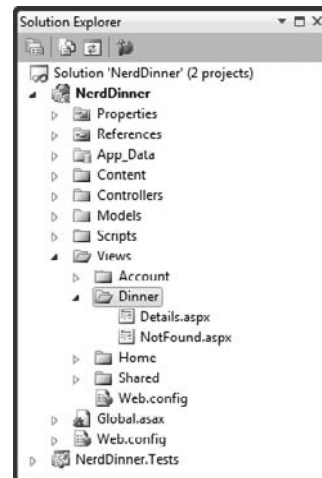 Solution Explorer
Solution 'NerdDinner' (2 projects)
NerdDinner
Properties
References
App_Data
Content
Controllers
Models
Scripts
Views
Account
Dinner
Details.aspx
NotFound.aspx
Home
Shared
Web.config
Global.asax
Web.config
NerdDinner.Tests